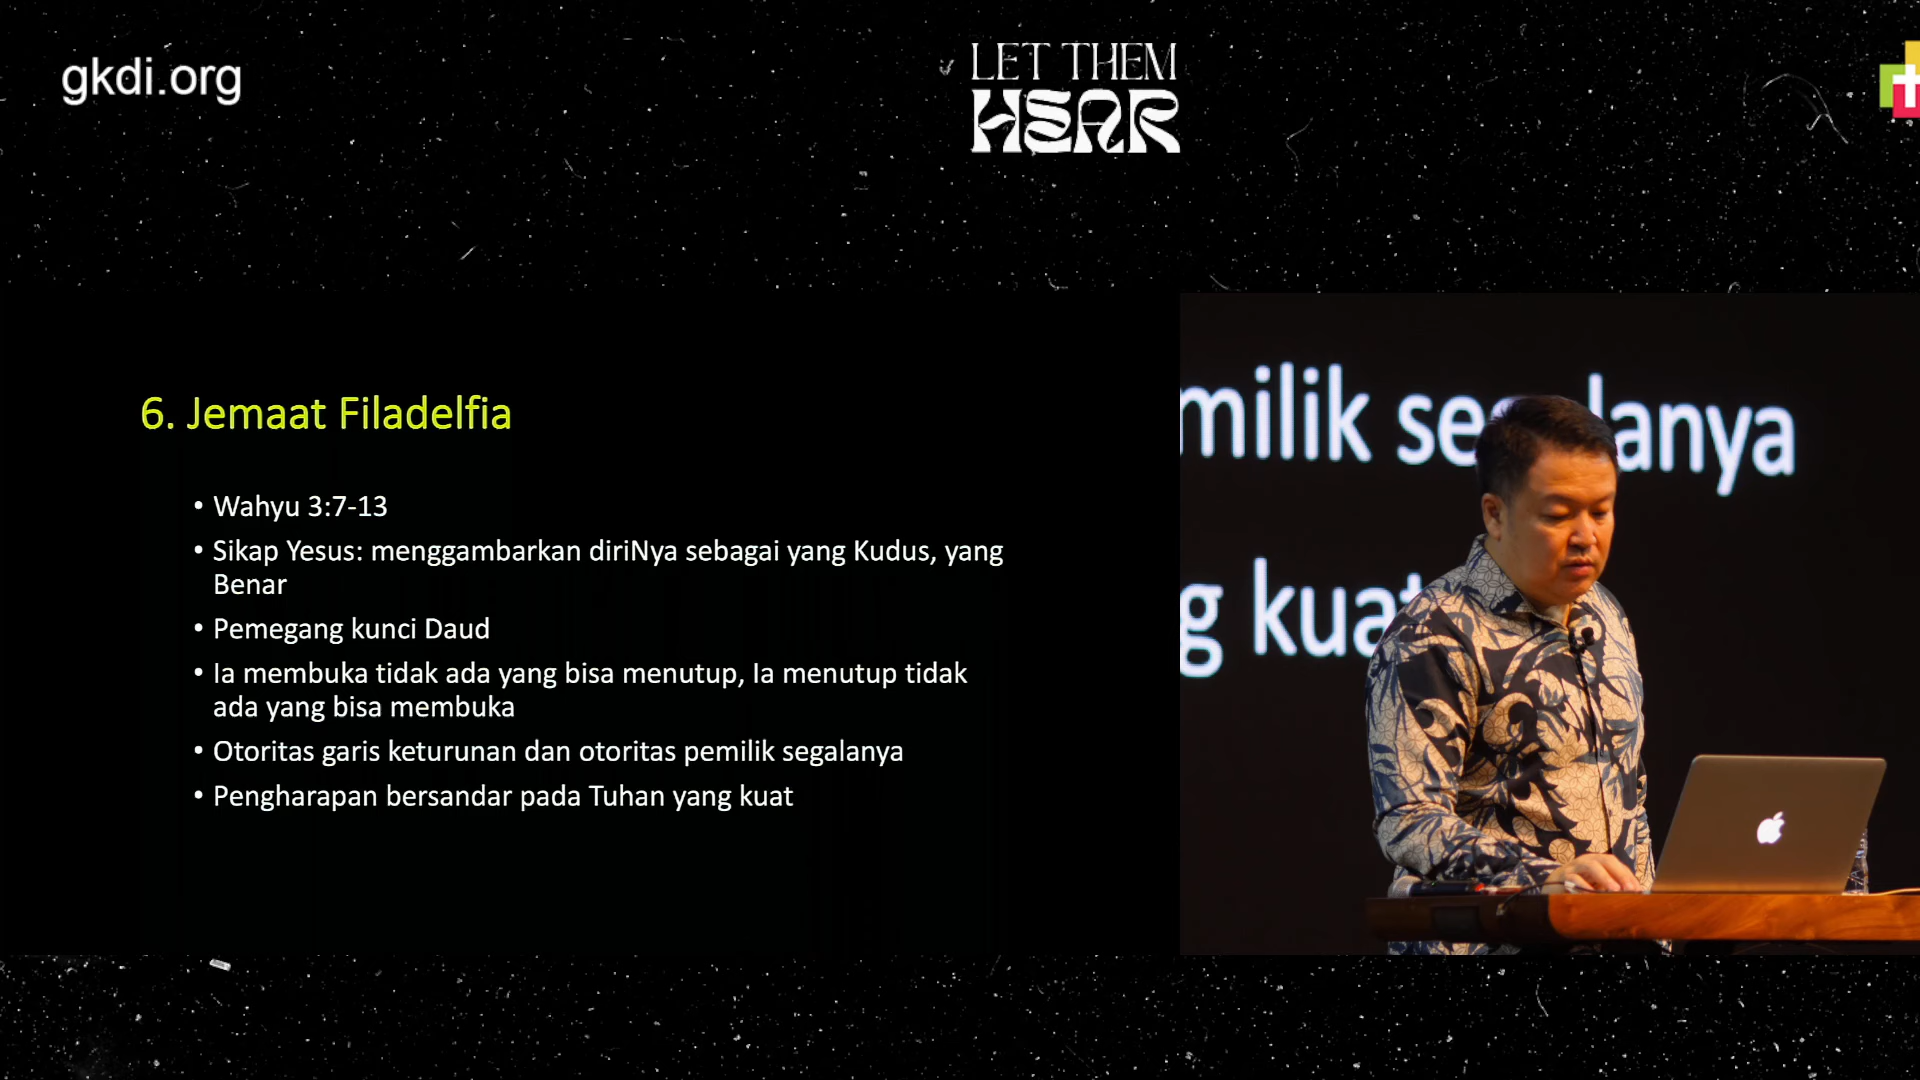 gkdi.org
LET THEM
HEAR
6. Jemaat Filadelfia
• Wahyu 3:7-13
• Sikap Yesus: menggambarkan diriNya sebagai yang Kudus, yang
Benar
• Pemegang kunci Daud
• Ia membuka tidak ada yang bisa menutup, Ia menutup tidak
ada yang bisa membuka
• Otoritas garis keturunan dan otoritas pemilik segalanya
• Pengharapan bersandar pada Tuhan yang kuat
milik se lanya
g kuat